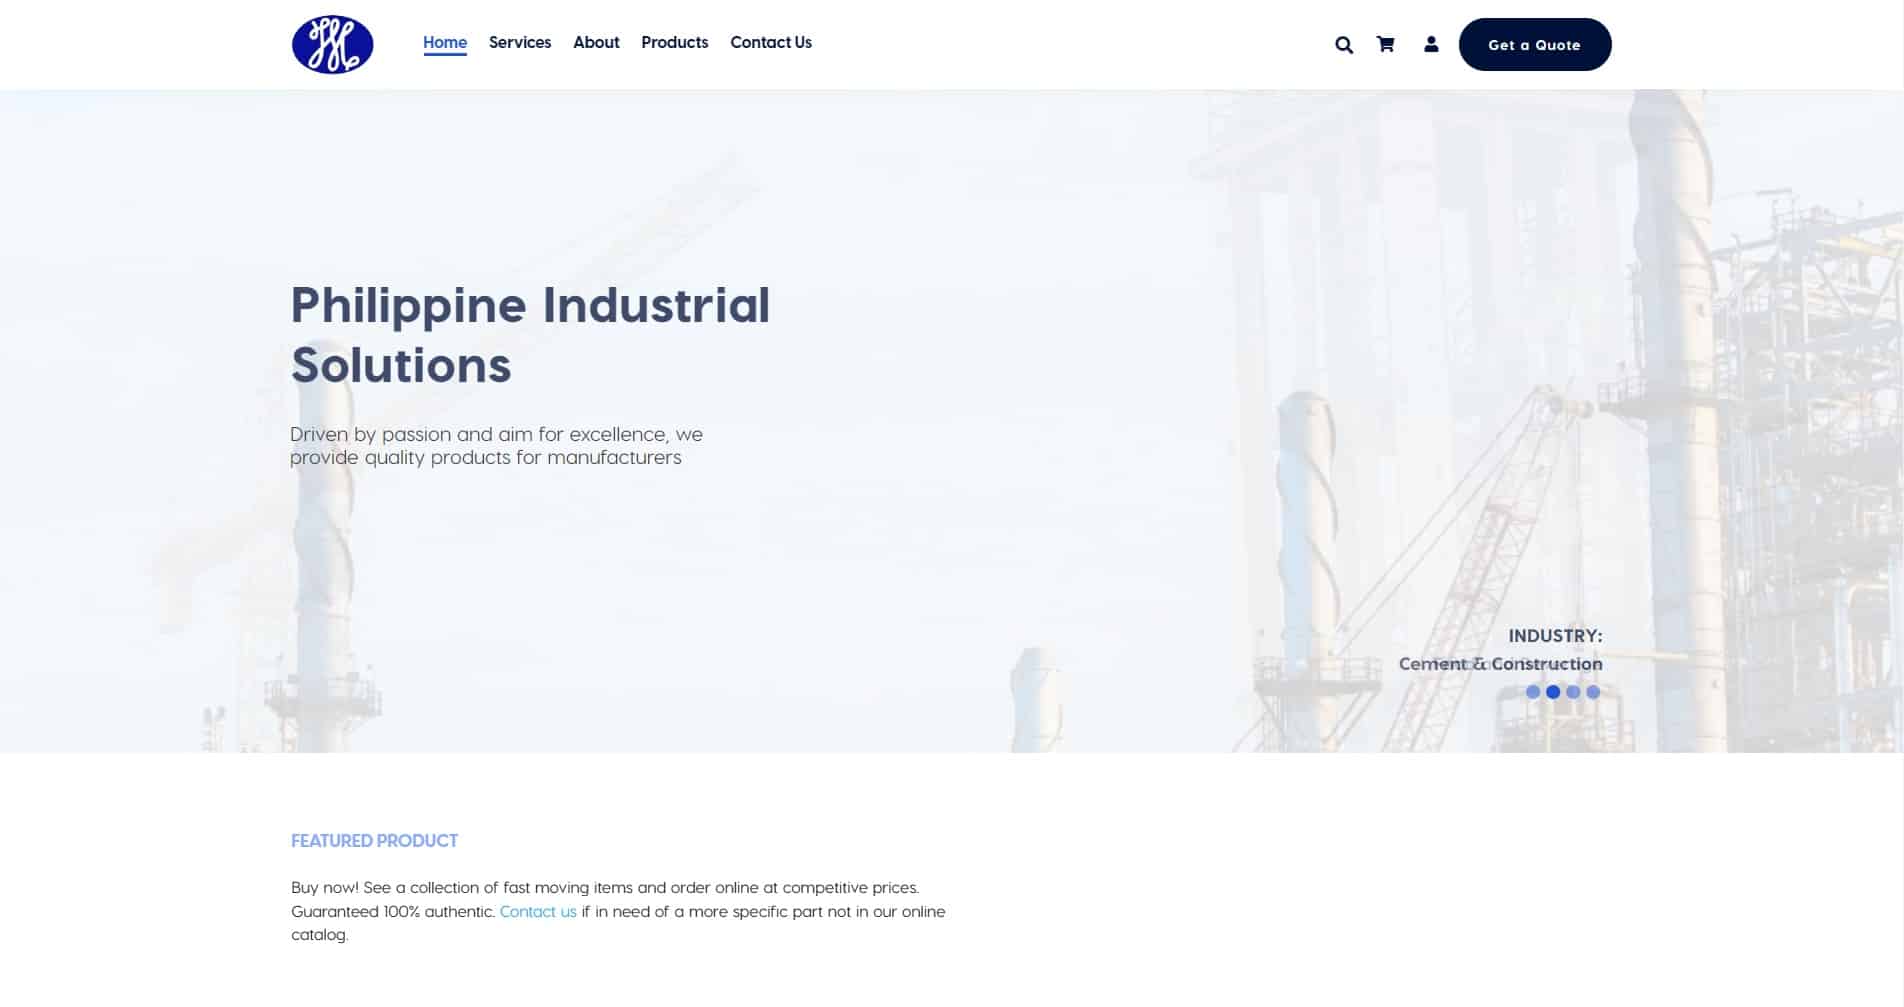 Home Services About Products Contact Us Get a Quote
Philippine Industrial
Solutions
Driven by passion and aim for excellence, we
provide quality products for manufacturers
INDUSTRY:
Cement & Construction
FEATURED PRODUCT
Buy now! See a collection of fast moving items and order online at competitive prices.
Guaranteed 100% authentic. Contact us if in need of a more specific part not in our online
catalog.